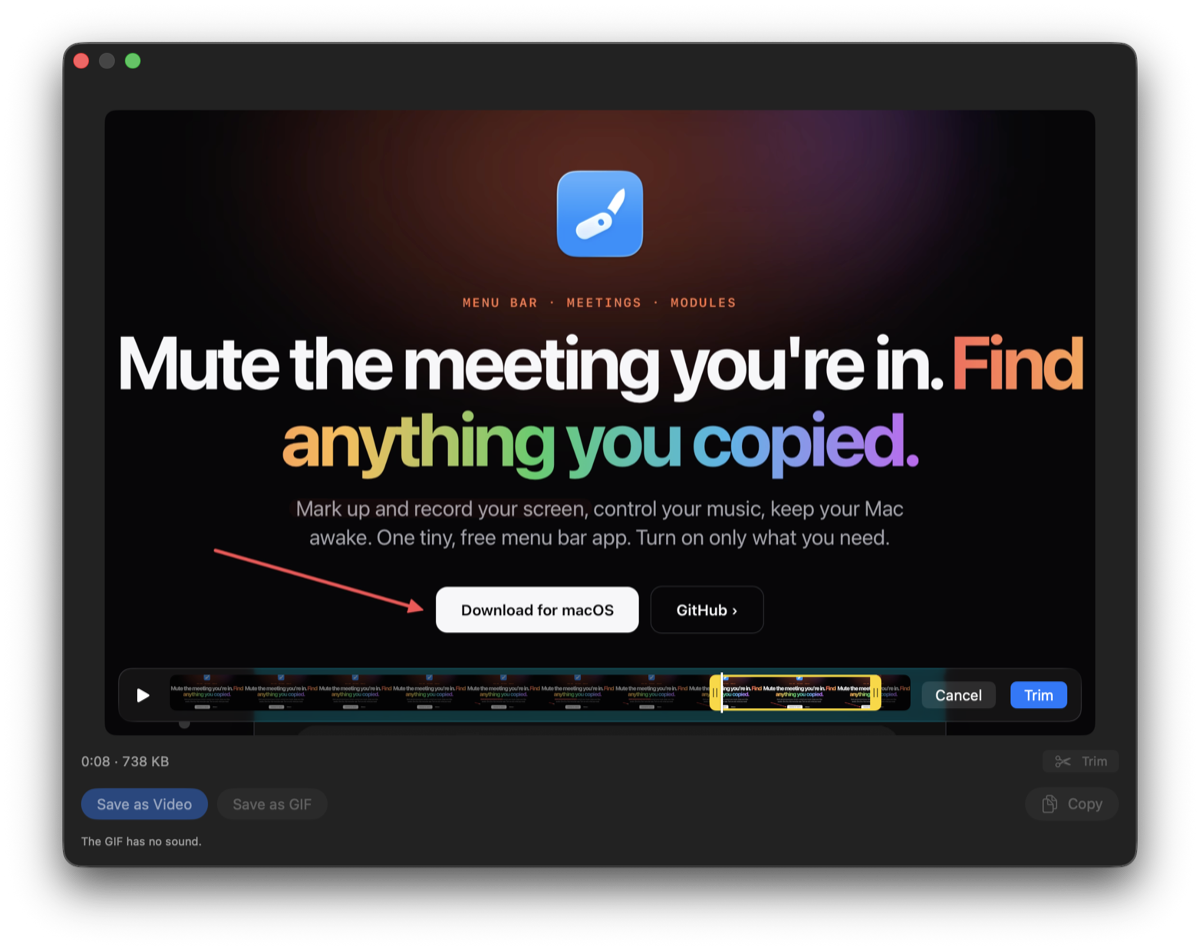 MENU BAR · MEETINGS · MODULES
Mute the meeting you're in. Find
anything you copied.
Mark up and record your screen, control your music, keep your Mac
awake. One tiny, free menu bar app. Turn on only what you need.
Download for macOS
GitHub ›
Cancel
Trim
0:08 · 738 KB
Trim
Save as Video
Save as GIF
Copy
The GIF has no sound.